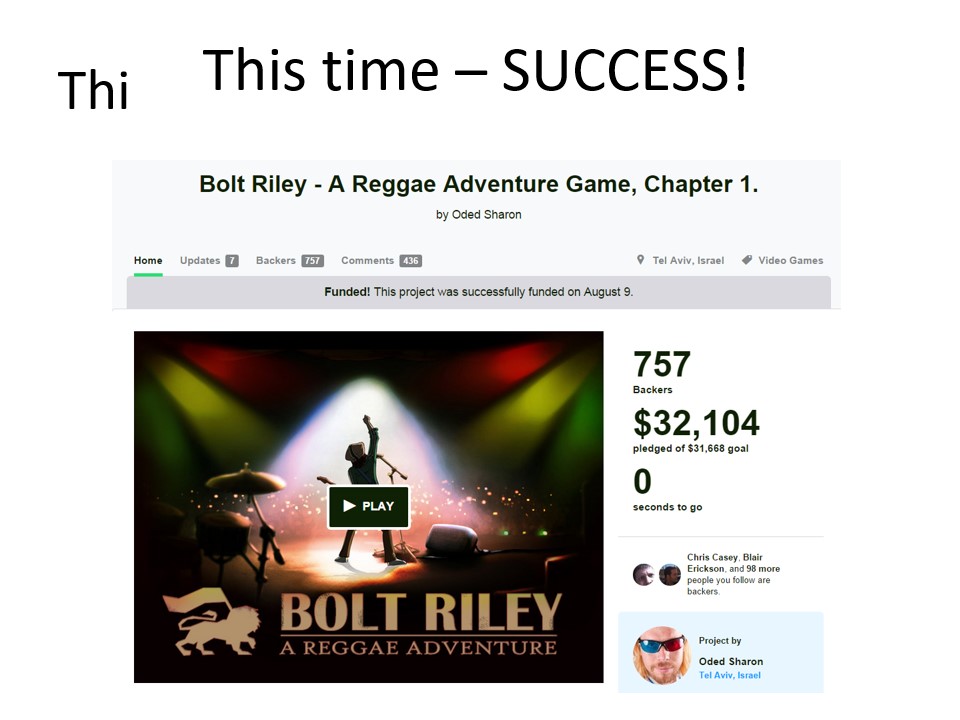 This time – SUCCESS!
Thi
Bolt Riley - A Reggae Adventure Game, Chapter 1.
by Oded Sharon
Home Updates 7 Backers 757 Comments 436 Tel Aviv, Israel Video Games
Funded! This project was successfully funded on August 9.
PLAY
BOLT RILEY
A REGGAE ADVENTURE
757
Backers
$32,104
pledged of $31,668 goal
0
seconds to go
Chris Casey, Blair
Erickson, and 98 more
people you follow are
backers.
Project by
Oded Sharon
Tel Aviv, Israel